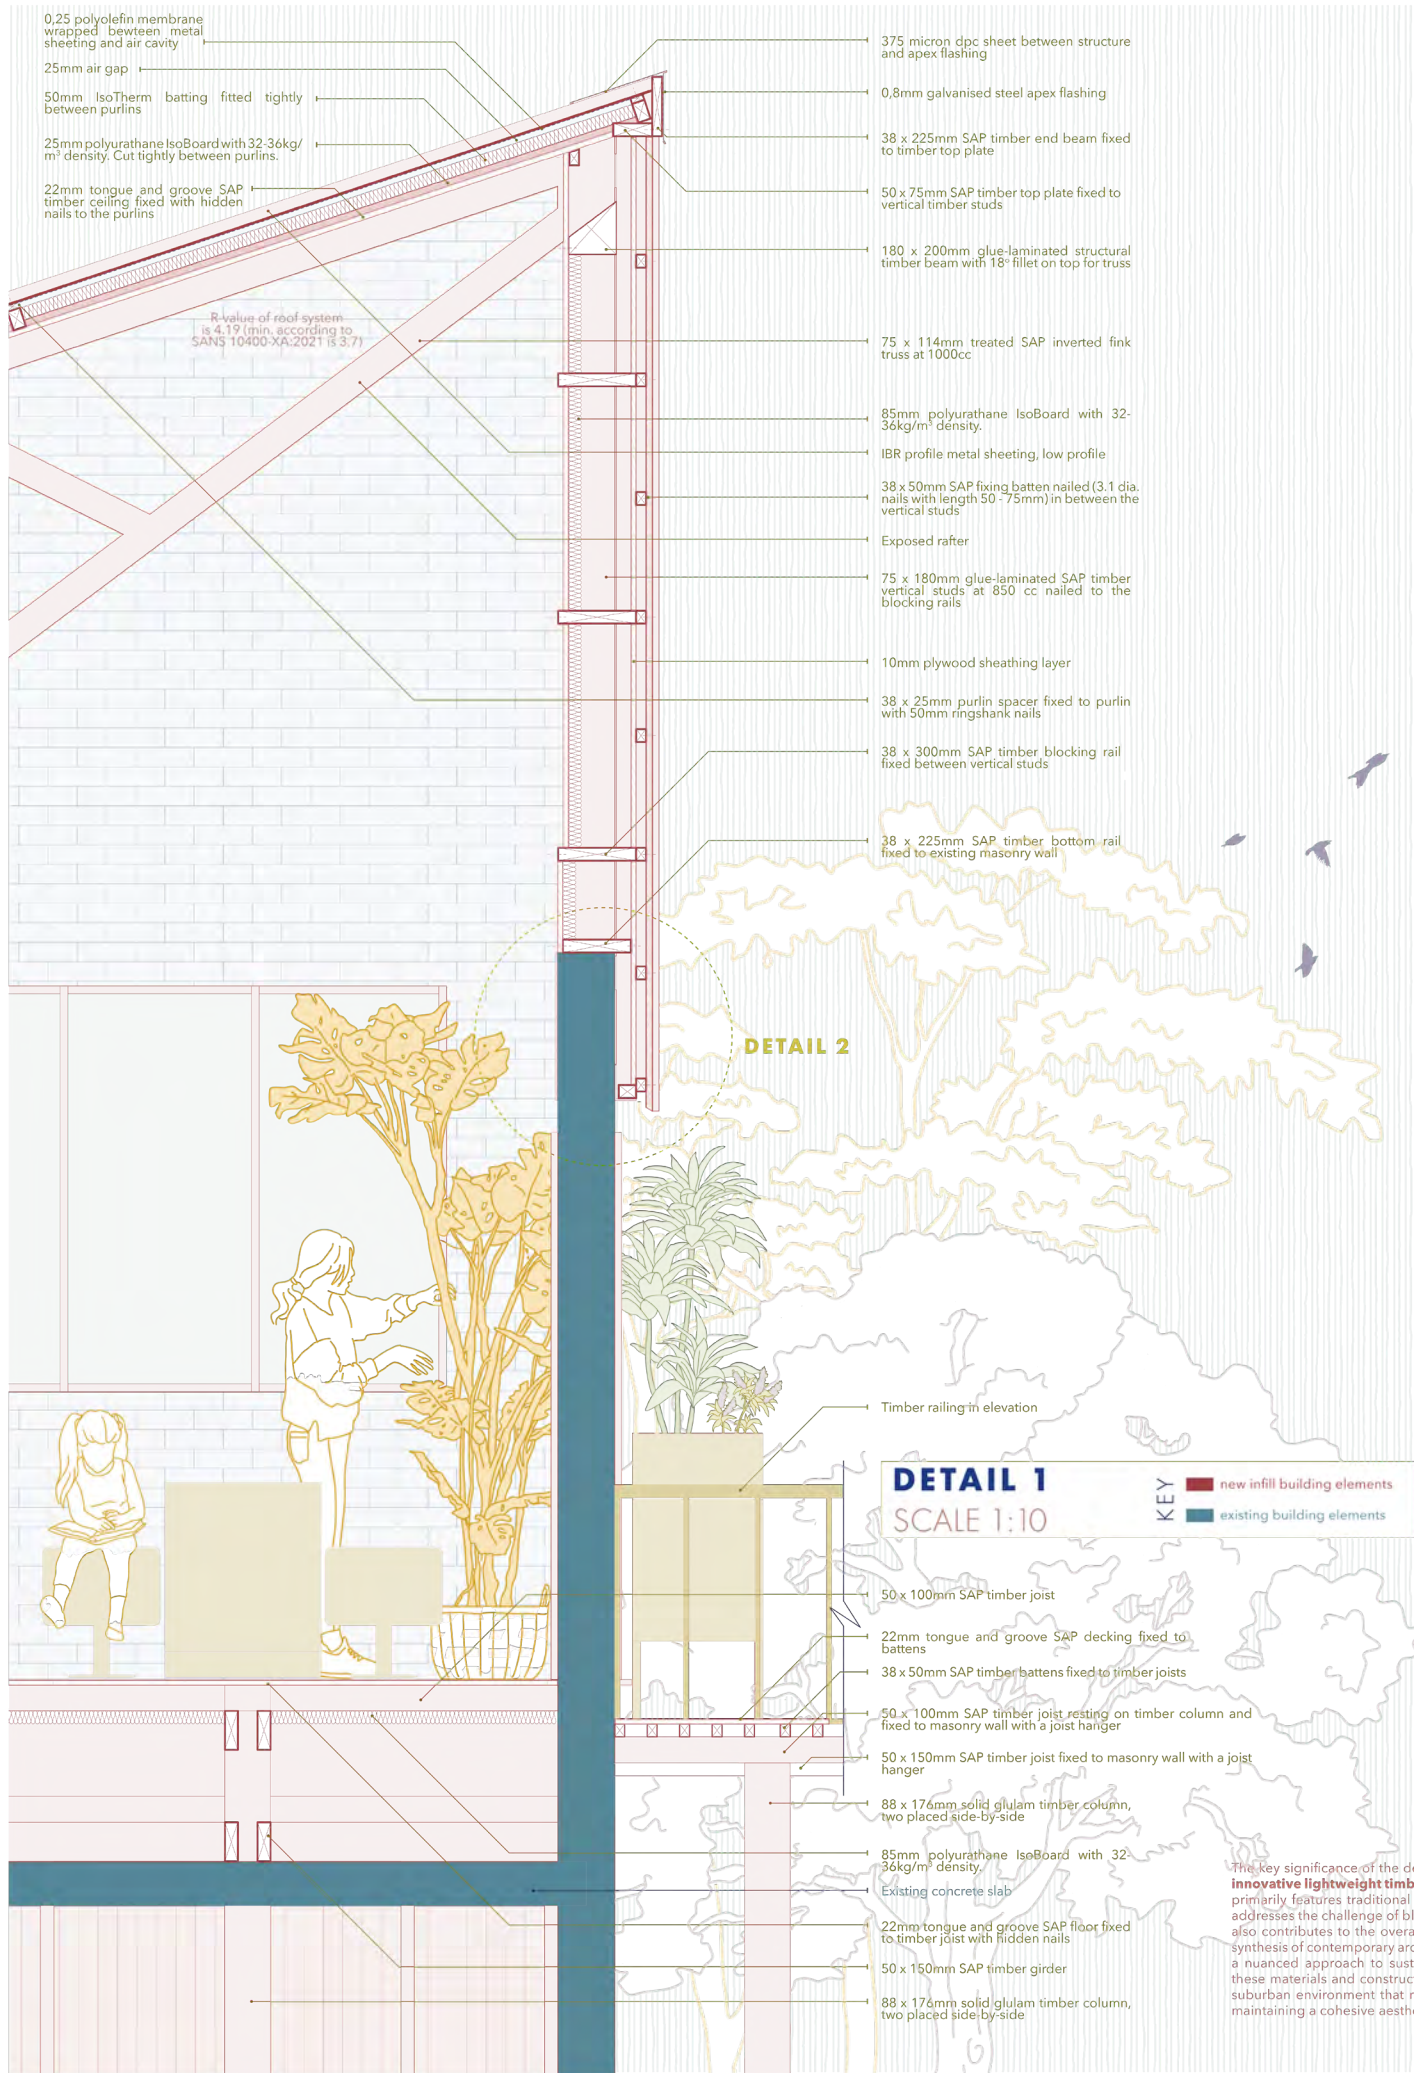 0,25 polyolefin membrane
wrapped bewteen metal
sheeting and air cavity
25mm air gap
50mm IsoTherm batting fitted tightly
between purlins
25mm polyurathane IsoBoard with 32-36kg/
m³ density. Cut tightly between purlins.
22mm tongue and groove SAP
timber ceiling fixed with hidden
nails to the purlins
R-value of roof system
is 4.19 (min. according to
SANS 10400-XA:2021 is 3.7)
375 micron dpc sheet between structure
and apex flashing
0,8mm galvanised steel apex flashing
38 x 225mm SAP timber end beam fixed
to timber top plate
50 x 75mm SAP timber top plate fixed to
vertical timber studs
180 x 200mm glue-laminated structural
timber beam with 18° fillet on top for truss
75 x 114mm treated SAP inverted fink
truss at 1000cc
85mm polyurathane IsoBoard with 32-
36kg/m³ density.
IBR profile metal sheeting, low profile
38 x 50mm SAP fixing batten nailed (3.1 dia.
nails with length 50 - 75mm) in between the
vertical studs
Exposed rafter
75 x 180mm glue-laminated SAP timber
vertical studs at 850 cc nailed to the
blocking rails
10mm plywood sheathing layer
38 x 25mm purlin spacer fixed to purlin
with 50mm ringshank nails
38 x 300mm SAP timber blocking rail
fixed between vertical studs
38 x 225mm SAP timber bottom rail
fixed to existing masonry wall
DETAIL 2
Timber railing in elevation
DETAIL 1
SCALE 1:10
KEY
new infill building elements
existing building elements
50 x 100mm SAP timber joist
22mm tongue and groove SAP decking fixed to
battens
38 x 50mm SAP timber battens fixed to timber joists
50 x 100mm SAP timber joist resting on timber column and
fixed to masonry wall with a joist hanger
50 x 150mm SAP timber joist fixed to masonry wall with a joist
hanger
88 x 176mm solid glulam timber column,
two placed side-by-side
85mm polyurathane IsoBoard with 32-
36kg/m³ density.
Existing concrete slab
22mm tongue and groove SAP floor fixed
to timber joist with hidden nails
50 x 150mm SAP timber girder
88 x 176mm solid glulam timber column,
two placed side-by-side
The key significance of the de
innovative lightweight timb
primarily features traditional
addresses the challenge of bl
also contributes to the overa
synthesis of contemporary arc
a nuanced approach to sust
these materials and construct
suburban environment that r
maintaining a cohesive aesthe